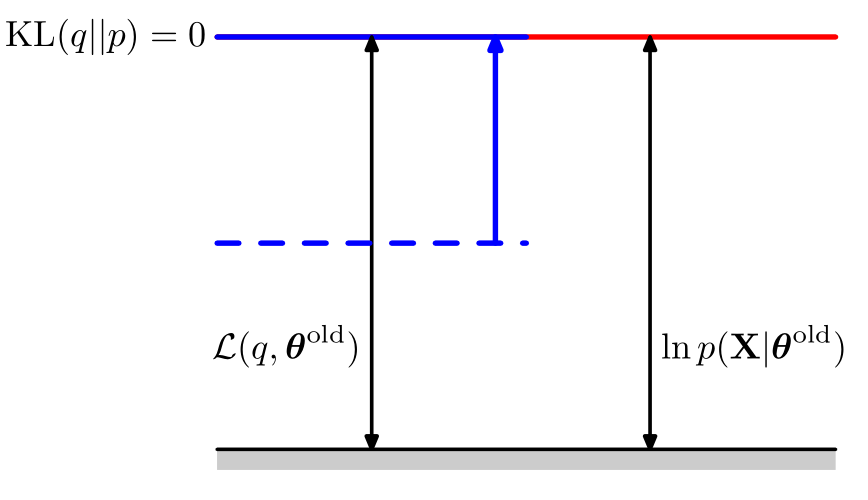 KL(q||p) = 0
ℒ(q, θ^old)
ln p(X|θ^old)